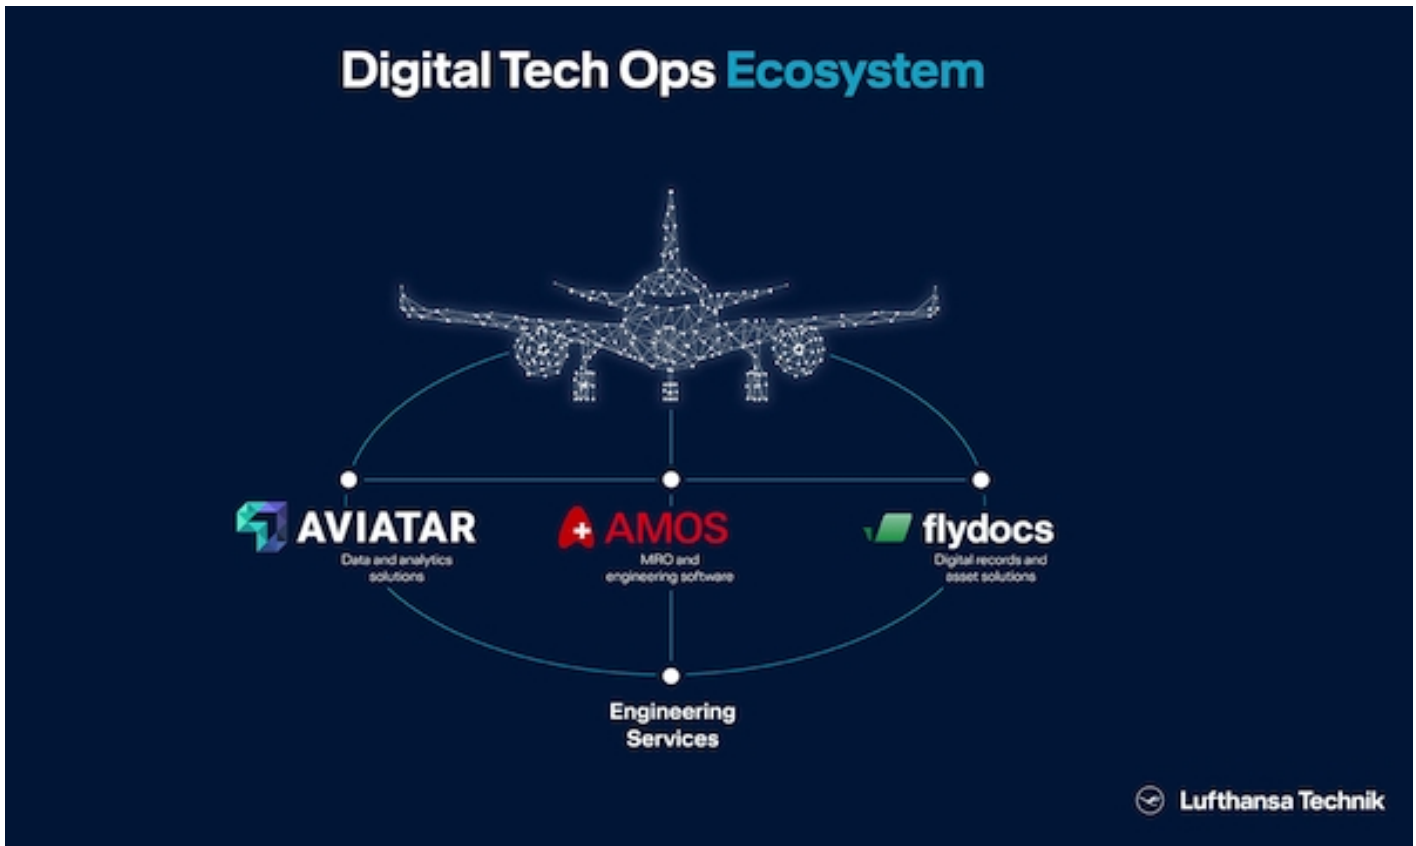 Digital Tech Ops Ecosystem
AVIATAR
Data and analytics
solutions
AMOS
MRO and
engineering software
flydocs
Digital records and
asset solutions
Engineering
Services
Lufthansa Technik